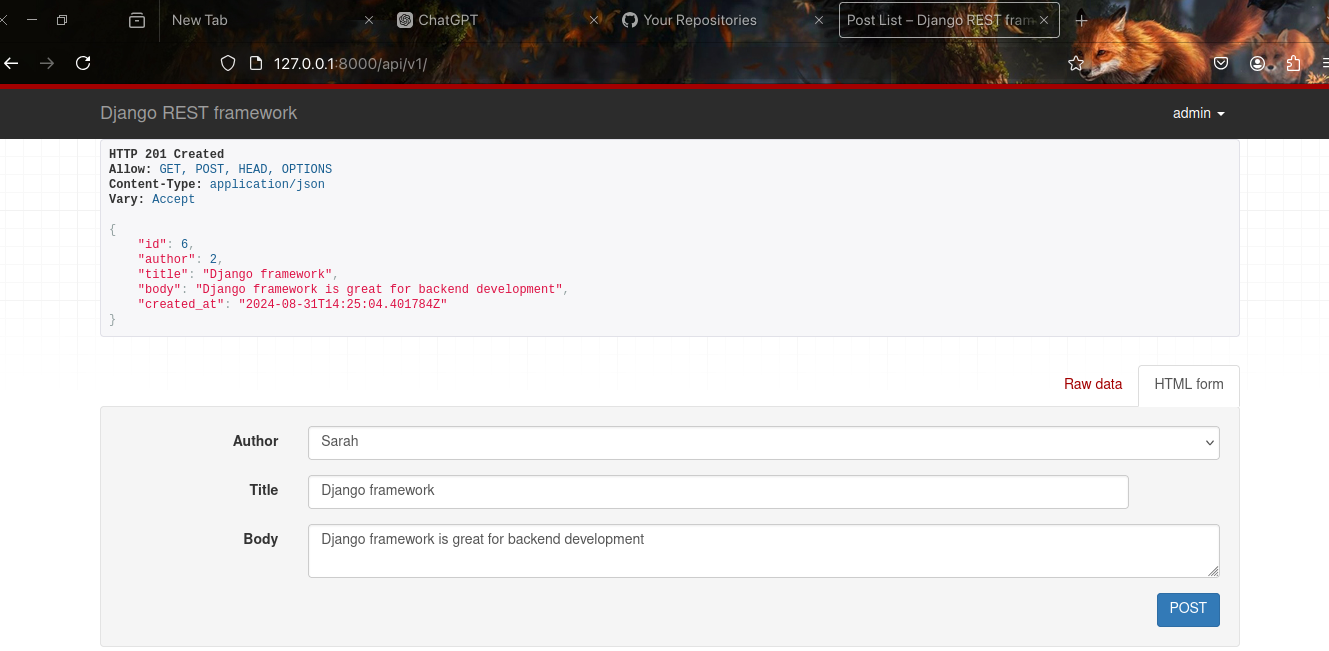 New Tab
ChatGPT
Your Repositories
Post List – Django REST fram
127.0.0.1:8000/api/v1/
Django REST framework
admin
HTTP 201 Created
Allow: GET, POST, HEAD, OPTIONS
Content-Type: application/json
Vary: Accept
{
    "id": 6,
    "author": 2,
    "title": "Django framework",
    "body": "Django framework is great for backend development",
    "created_at": "2024-08-31T14:25:04.401784Z"
}
Raw data
HTML form
Author
Sarah
Title
Django framework
Body
Django framework is great for backend development
POST